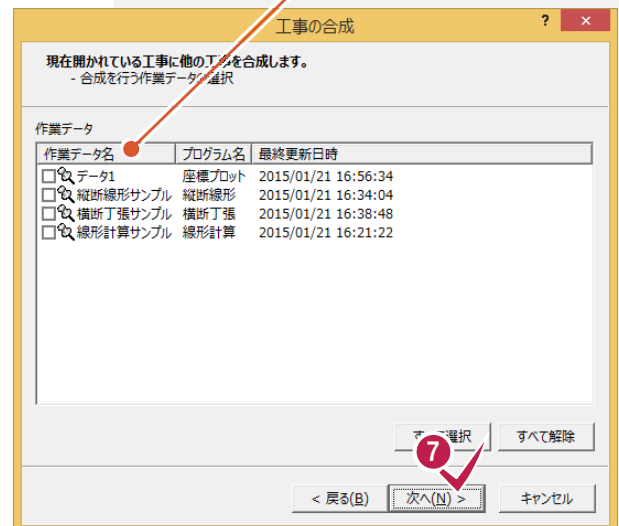 工事の合成
?
×
現在開かれている工事に他の工事を合成します。
- 合成を行う作業データの選択
作業データ
作業データ名 プログラム名 最終更新日時
データ1 座標プロット 2015/01/21 16:56:34
縦断線形サンプル 縦断線形 2015/01/21 16:34:04
横断丁張サンプル 横断丁張 2015/01/21 16:38:48
線形計算サンプル 線形計算 2015/01/21 16:21:22
すべて選択 すべて解除
7
< 戻る(B) 次へ(N) > キャンセル